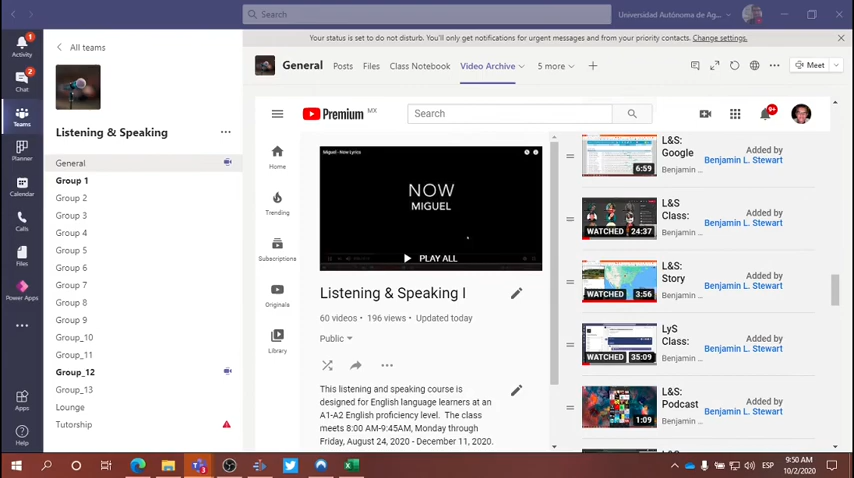 Search
Universidad Autónoma de Ag...
Your status is set to do not disturb. You'll only get notifications for urgent messages and from your priority contacts. Change settings.
1
Activity
2
Chat
Teams
Planner
Calendar
Calls
Files
Power Apps
Apps
Help
All teams
Listening & Speaking
General
Group 1
Group 2
Group 3
Group 4
Group 5
Group 6
Group 7
Group 8
Group 9
Group_10
Group_11
Group_12
Group_13
Lounge
Tutorship
General
Posts
Files
Class Notebook
Video Archive
5 more
Meet
Premium MX
Search
9+
Home
Trending
Subscriptions
Originals
Library
Miguel - Now Lyrics
NOW
MIGUEL
PLAY ALL
Listening & Speaking I
60 videos • 196 views • Updated today
Public
This listening and speaking course is
designed for English language learners at an
A1-A2 English proficiency level. The class
meets 8:00 AM-9:45AM, Monday through
Friday, August 24, 2020 - December 11, 2020.
6:59
L&S:
Google
Benjamin ...
Added by
Benjamin L. Stewart
WATCHED 24:37
L&S
Class:
Benjamin ...
Added by
Benjamin L. Stewart
WATCHED 3:56
L&S:
Story
Benjamin ...
Added by
Benjamin L. Stewart
WATCHED 35:09
LyS
Class:
Benjamin ...
Added by
Benjamin L. Stewart
1:09
L&S:
Podcast
Benjamin ...
Added by
Benjamin L. Stewart
3
ESP
9:50 AM
10/2/2020